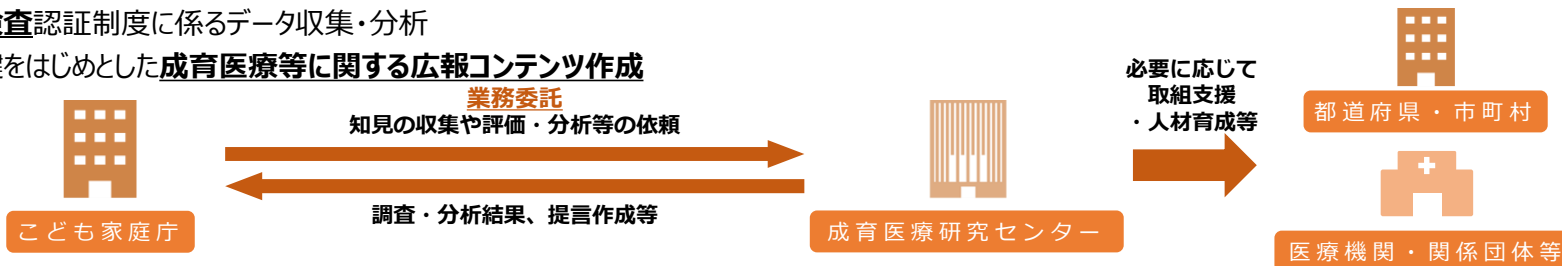 査認証制度に係るデータ収集・分析
をはじめとした成育医療等に関する広報コンテンツ作成
業務委託
知見の収集や評価・分析等の依頼
調査・分析結果、提言作成等
こども家庭庁
成育医療研究センター
必要に応じて
取組支援
・人材育成等
都道府県・市町村
医療機関・関係団体等